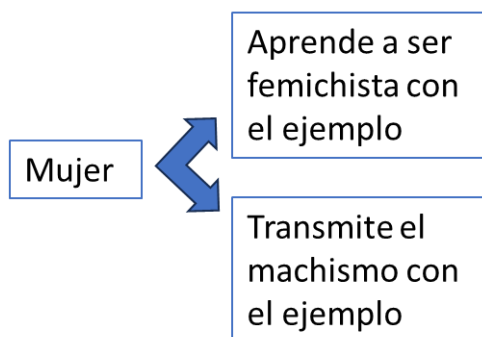 Mujer
Aprende a ser
femichista con
el ejemplo
Transmite el
machismo con
el ejemplo